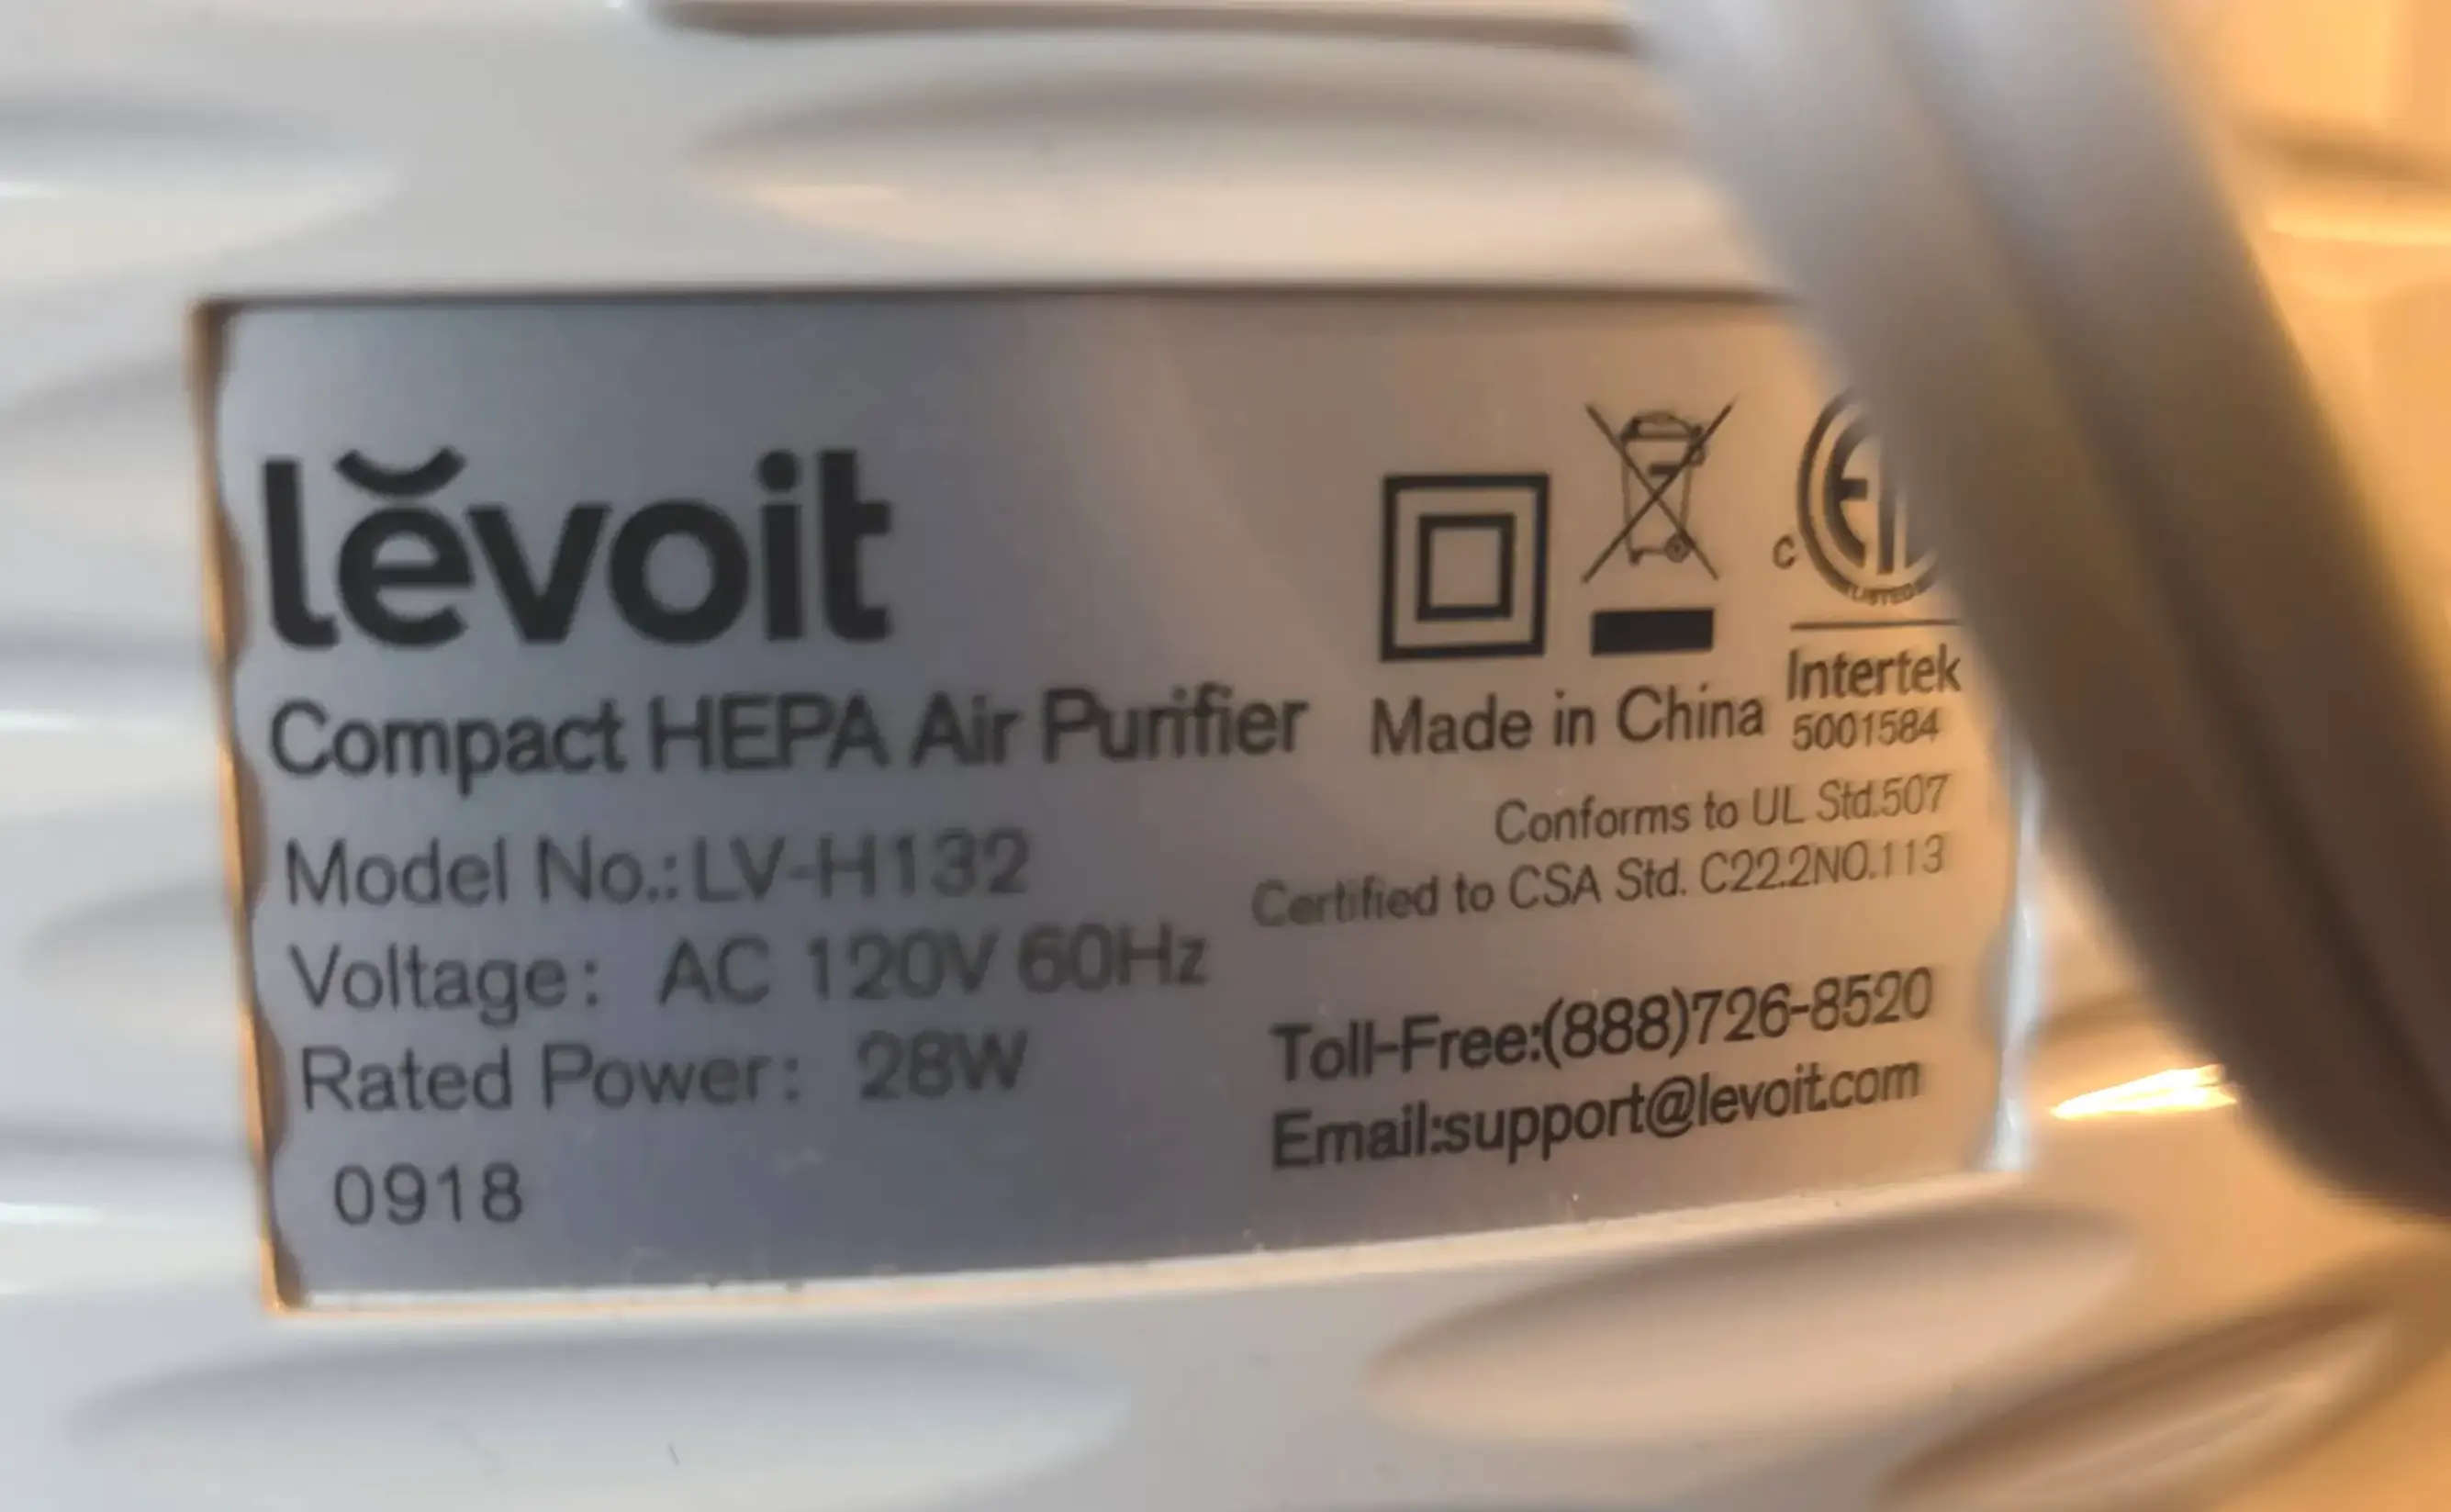 lĕvoit
Compact HEPA Air Purifier
Model No.:LV-H132
Voltage: AC 120V 60Hz
Rated Power: 28W
0918
c
LISTED
Intertek
5001584
Made in China
Conforms to UL Std.507
Certified to CSA Std. C22.2NO.113
Toll-Free:(888)726-8520
Email:support@levoit.com